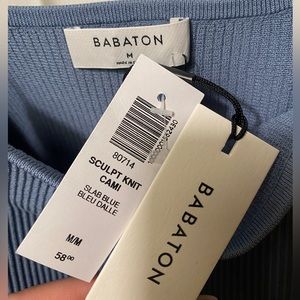 BABATON
M
80714
SCULPT KNIT
CAMI
SLAB BLUE
BLEU DALLE
M/M
58.00
BABATON